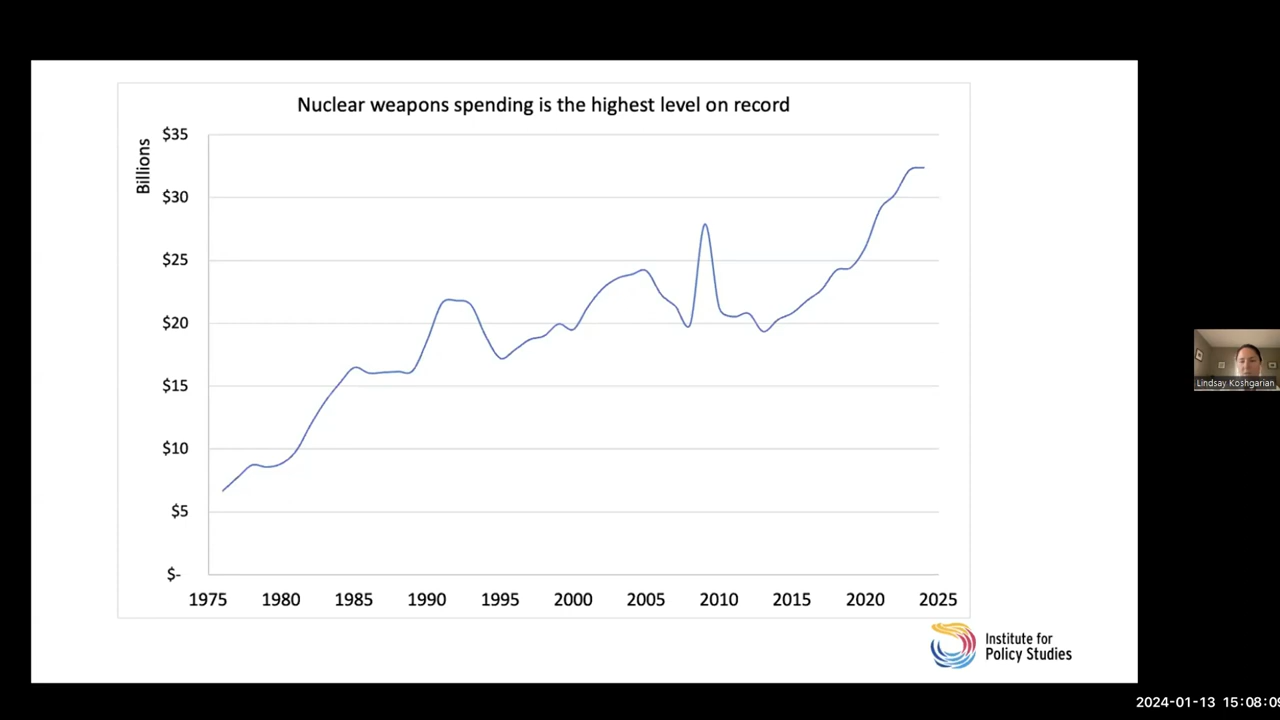 Nuclear weapons spending is the highest level on record
Billions
$35
$30
$25
$20
$15
$10
$5
$-
1975 1980 1985 1990 1995 2000 2005 2010 2015 2020 2025
Institute for
Policy Studies
Lindsay Koshgarian
2024-01-13 15:08:09